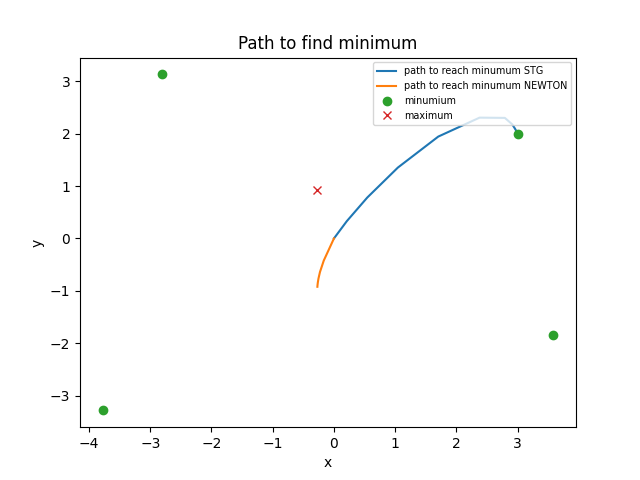 Path to find minimum
path to reach minumum STG
path to reach minumum NEWTON
minumium
maximum
3
2
1
0
−1
−2
−3
y
−4 −3 −2 −1 0 1 2 3
x